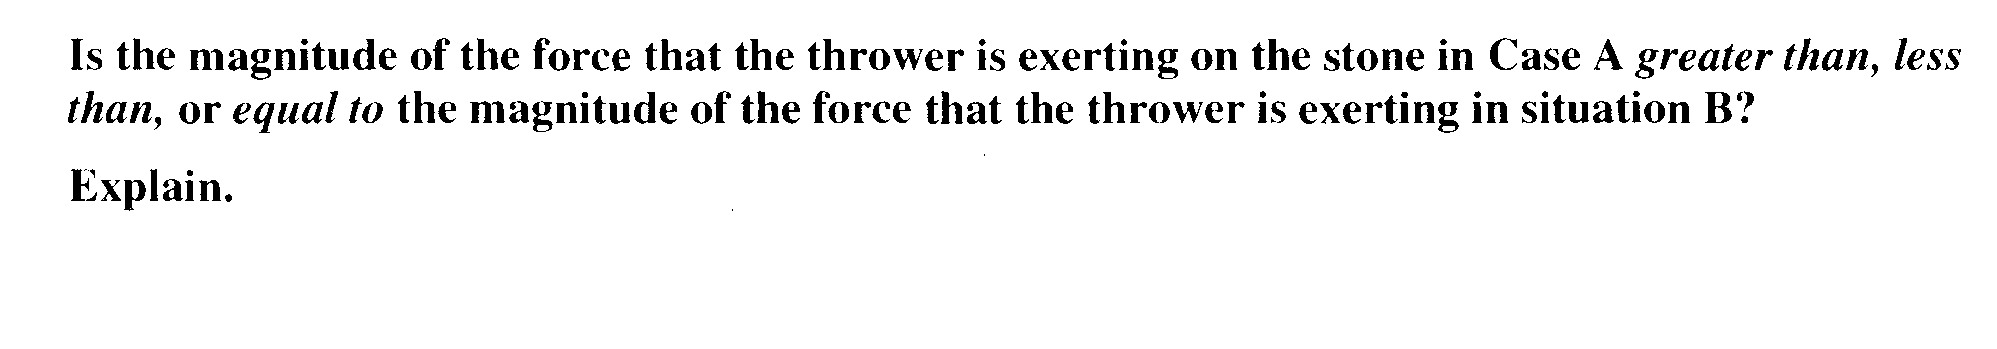 Is the magnitude of the force that the thrower is exerting on the stone in Case A greater than, less
than, or equal to the magnitude of the force that the thrower is exerting in situation B?
Explain.